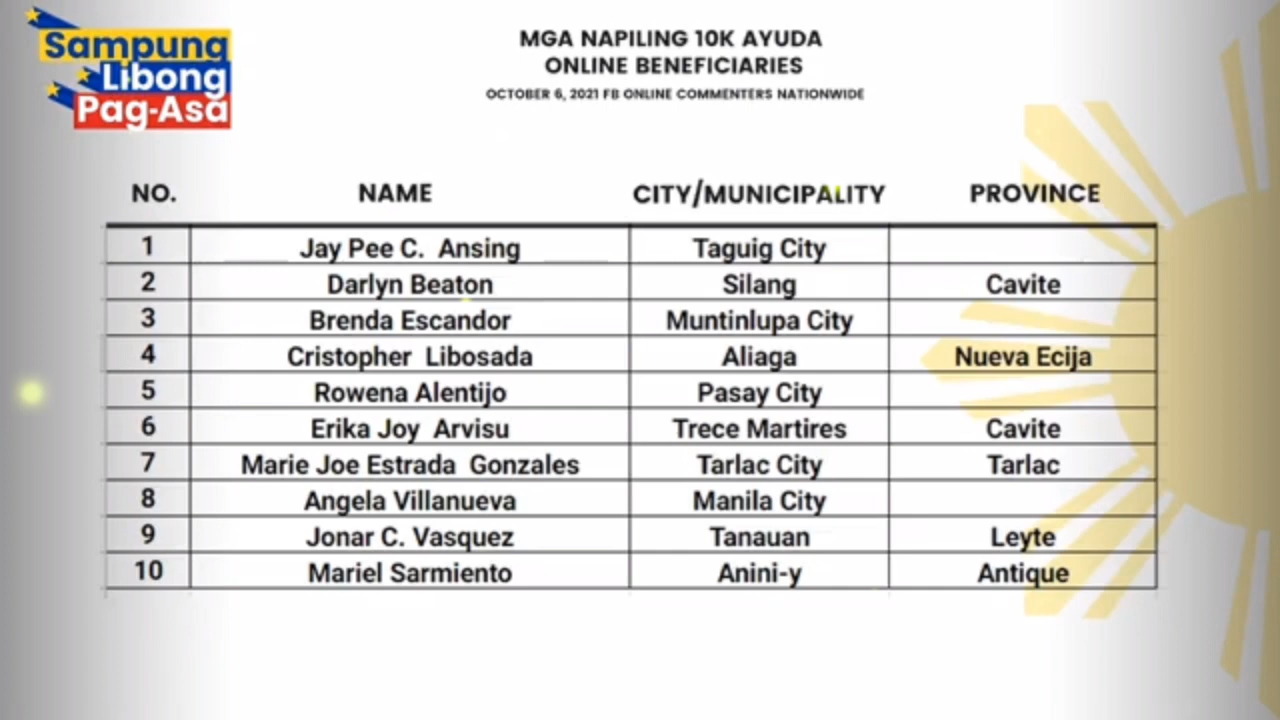 Sampung
Libong
Pag-Asa
MGA NAPILING 10K AYUDA
ONLINE BENEFICIARIES
OCTOBER 6, 2021 FB ONLINE COMMENTERS NATIONWIDE
NO. NAME CITY/MUNICIPALITY PROVINCE
1 Jay Pee C. Ansing Taguig City
2 Darlyn Beaton Silang Cavite
3 Brenda Escandor Muntinlupa City
4 Cristopher Libosada Aliaga Nueva Ecija
5 Rowena Alentijo Pasay City
6 Erika Joy Arvisu Trece Martires Cavite
7 Marie Joe Estrada Gonzales Tarlac City Tarlac
8 Angela Villanueva Manila City
9 Jonar C. Vasquez Tanauan Leyte
10 Mariel Sarmiento Anini-y Antique